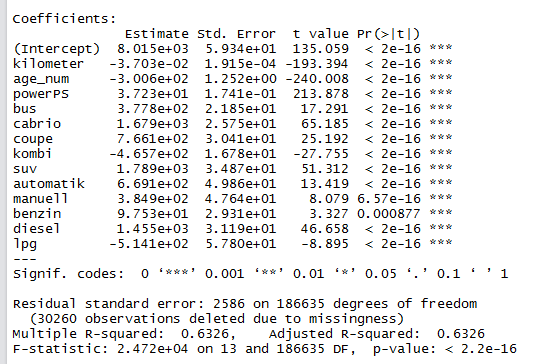 Coefficients:
              Estimate Std. Error  t value Pr(>|t|)
(Intercept)  8.015e+03  5.934e+01  135.059  < 2e-16 ***
kilometer   -3.703e-02  1.915e-04 -193.394  < 2e-16 ***
age_num     -3.006e+02  1.252e+00 -240.008  < 2e-16 ***
powerPS      3.723e+01  1.741e-01  213.878  < 2e-16 ***
bus          3.778e+02  2.185e+01   17.291  < 2e-16 ***
cabrio       1.679e+03  2.575e+01   65.185  < 2e-16 ***
coupe        7.661e+02  3.041e+01   25.192  < 2e-16 ***
kombi       -4.657e+02  1.678e+01  -27.755  < 2e-16 ***
suv          1.789e+03  3.487e+01   51.312  < 2e-16 ***
automatik    6.691e+02  4.986e+01   13.419  < 2e-16 ***
manuell      3.849e+02  4.764e+01    8.079 6.57e-16 ***
benzin       9.753e+01  2.931e+01    3.327 0.000877 ***
diesel       1.455e+03  3.119e+01   46.658  < 2e-16 ***
lpg         -5.141e+02  5.780e+01   -8.895  < 2e-16 ***
---
Signif. codes:  0 ‘***’ 0.001 ‘**’ 0.01 ‘*’ 0.05 ‘.’ 0.1 ‘ ’ 1
Residual standard error: 2586 on 186635 degrees of freedom
  (30260 observations deleted due to missingness)
Multiple R-squared:  0.6326,    Adjusted R-squared:  0.6326
F-statistic: 2.472e+04 on 13 and 186635 DF,  p-value: < 2.2e-16